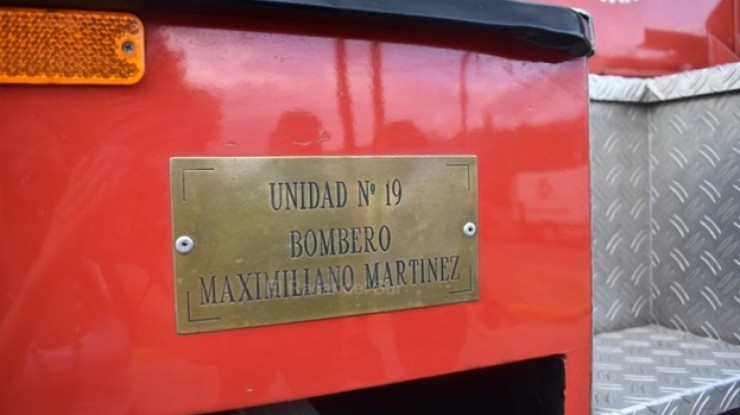 UNIDAD Nº 19
BOMBERO
MAXIMILIANO MARTINEZ